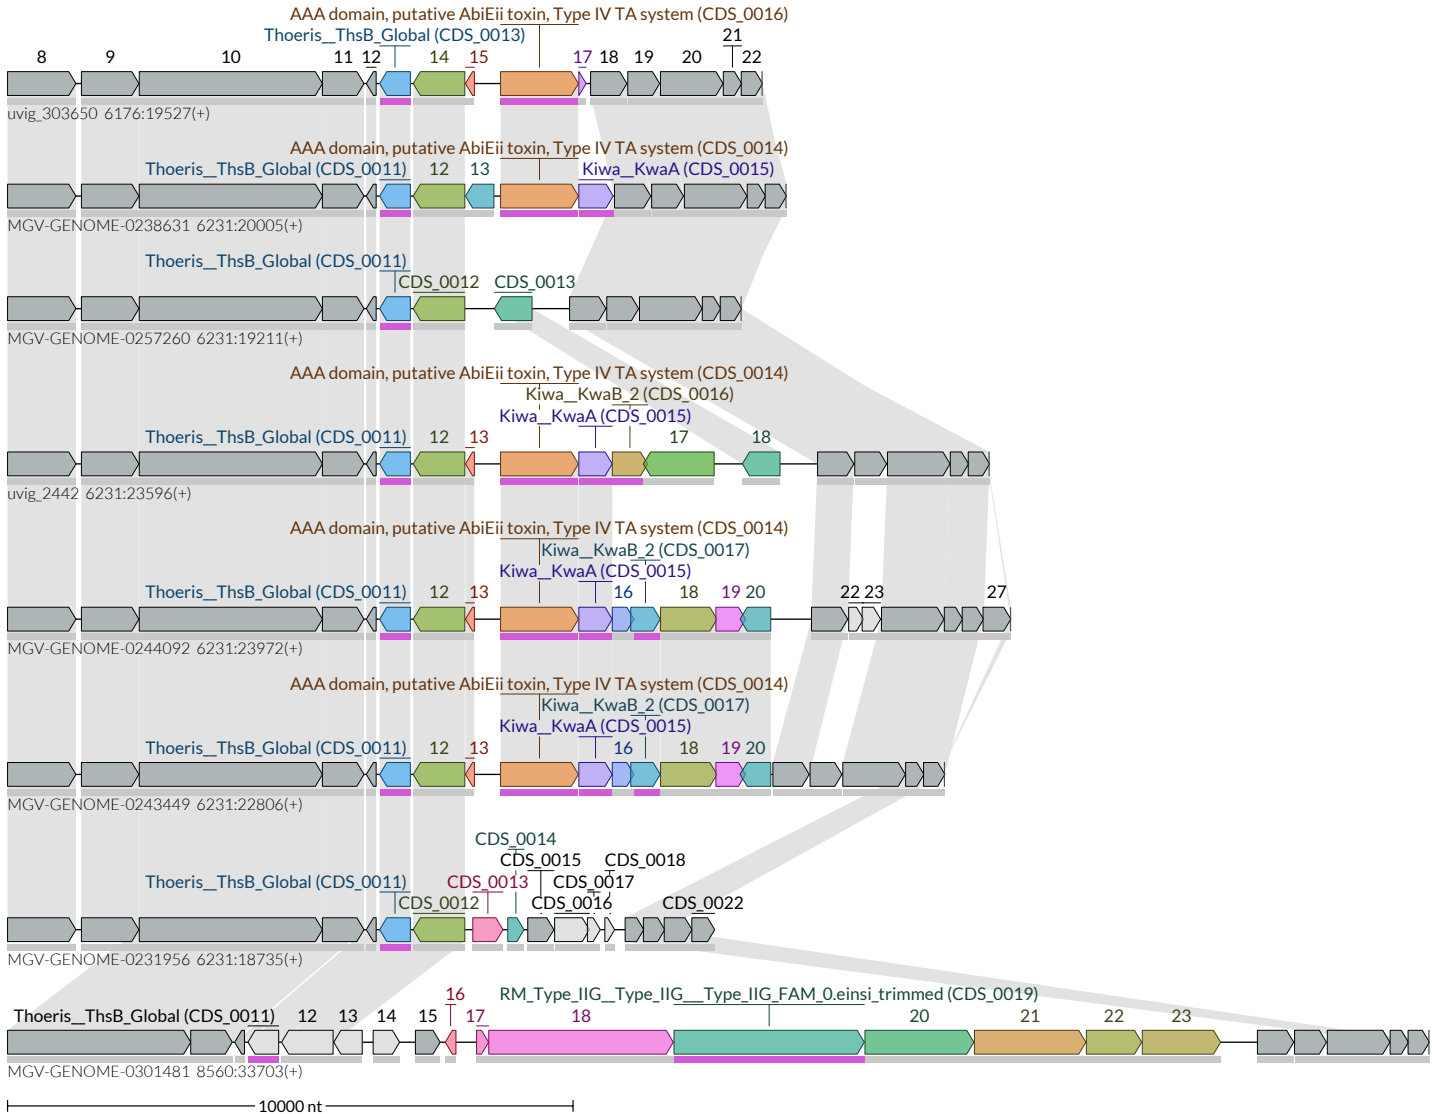 AAA domain, putative AbiEii toxin, Type IV TA system (CDS_0016)
Thoeris__ThsB_Global (CDS_0013)
21
8 9 10 11 12 14 15 17 18 19 20 22
uvig_303650 6176:19527(+)
AAA domain, putative AbiEii toxin, Type IV TA system (CDS_0014)
Thoeris__ThsB_Global (CDS_0011) 12 13 Kiwa__KwaA (CDS_0015)
MGV-GENOME-0238631 6231:20005(+)
Thoeris__ThsB_Global (CDS_0011)
CDS_0012 CDS_0013
MGV-GENOME-0257260 6231:19211(+)
AAA domain, putative AbiEii toxin, Type IV TA system (CDS_0014)
Kiwa__KwaB_2 (CDS_0016)
Kiwa__KwaA (CDS_0015)
Thoeris__ThsB_Global (CDS_0011) 12 13 17 18
uvig_2442 6231:23596(+)
AAA domain, putative AbiEii toxin, Type IV TA system (CDS_0014)
Kiwa__KwaB_2 (CDS_0017)
Kiwa__KwaA (CDS_0015)
Thoeris__ThsB_Global (CDS_0011) 12 13 16 18 19 20 22 23 27
MGV-GENOME-0244092 6231:23972(+)
AAA domain, putative AbiEii toxin, Type IV TA system (CDS_0014)
Kiwa__KwaB_2 (CDS_0017)
Kiwa__KwaA (CDS_0015)
Thoeris__ThsB_Global (CDS_0011) 12 13 16 18 19 20
MGV-GENOME-0243449 6231:22806(+)
CDS_0014
CDS_0015 CDS_0018
Thoeris__ThsB_Global (CDS_0011) CDS_0013 CDS_0017
CDS_0012 CDS_0016 CDS_0022
MGV-GENOME-0231956 6231:18735(+)
16 RM_Type_IIG__Type_IIG___Type_IIG_FAM_0.einsi_trimmed (CDS_0019)
Thoeris__ThsB_Global (CDS_0011) 12 13 14 15 17 18 20 21 22 23
MGV-GENOME-0301481 8560:33703(+)
10000 nt